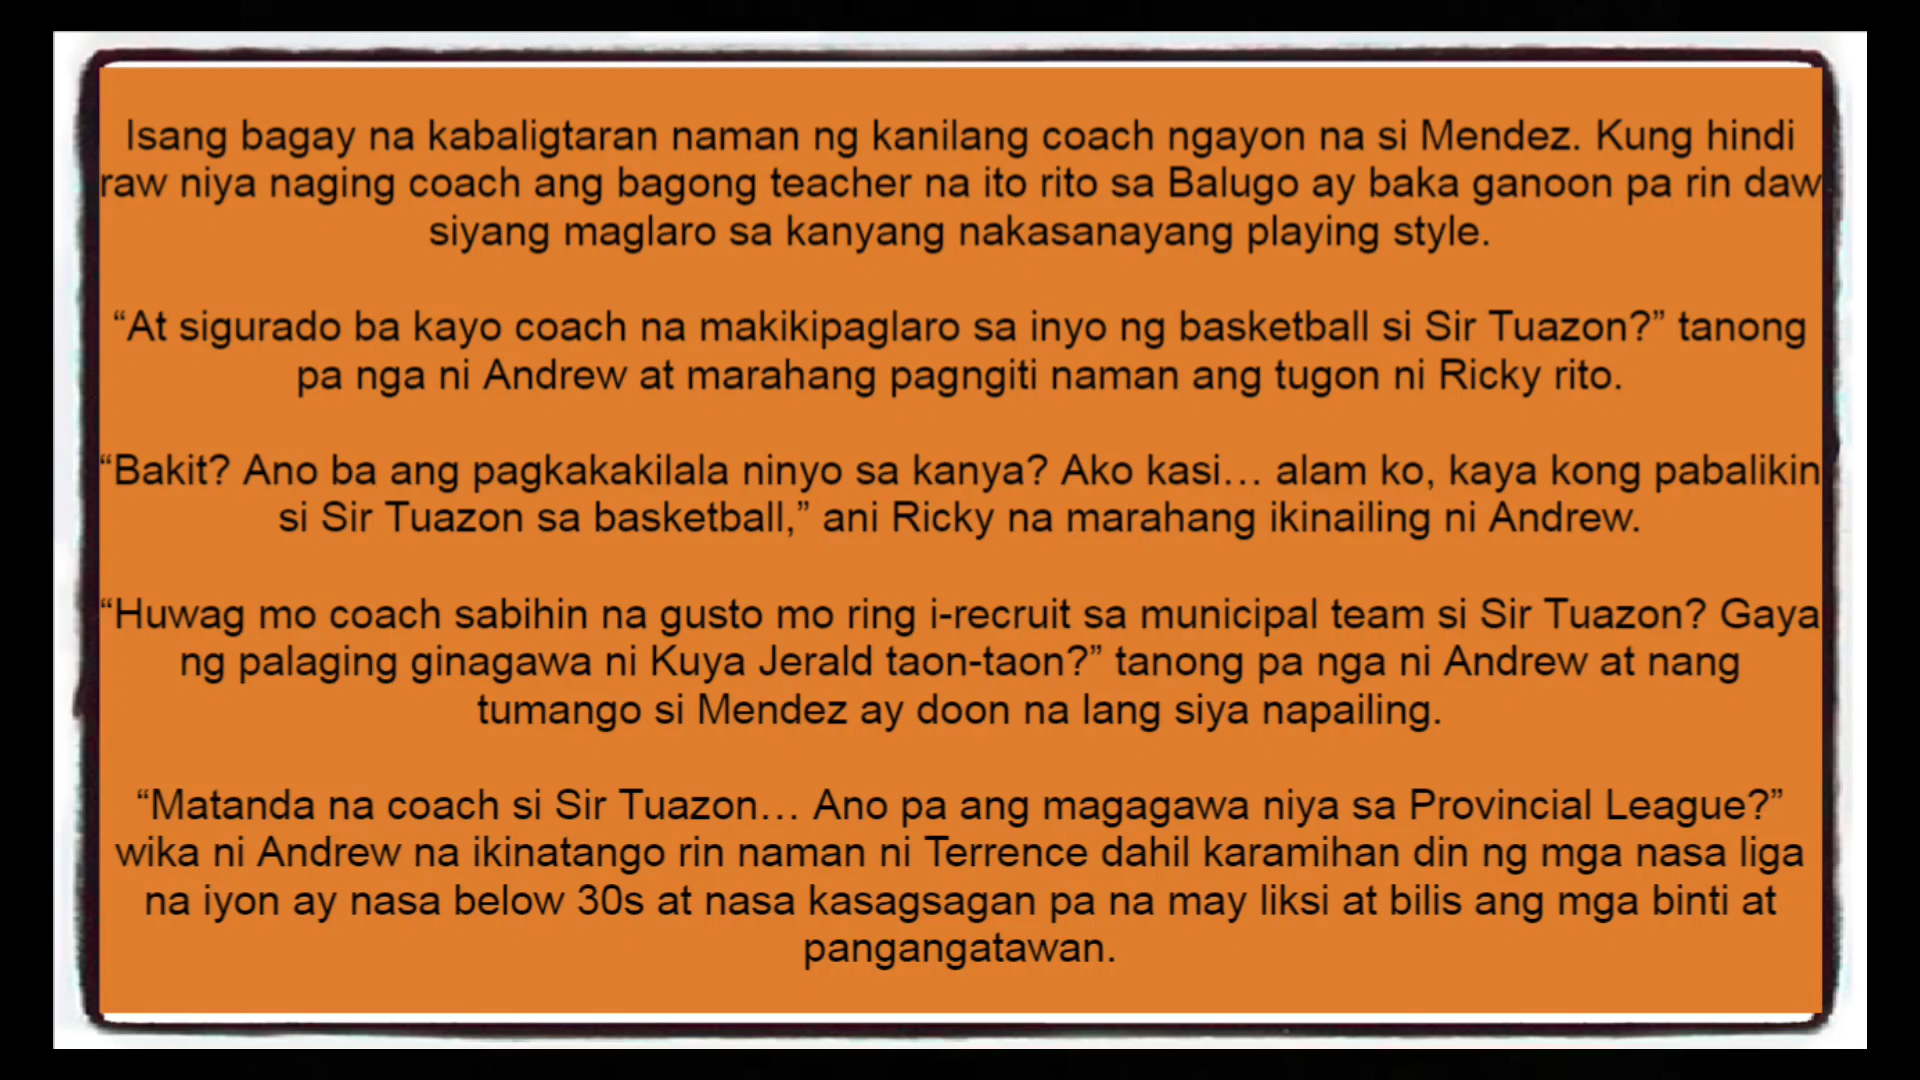 Isang bagay na kabaligtaran naman ng kanilang coach ngayon na si Mendez. Kung hindi
raw niya naging coach ang bagong teacher na ito rito sa Balugo ay baka ganoon pa rin daw
siyang maglaro sa kanyang nakasanayang playing style.
“At sigurado ba kayo coach na makikipaglaro sa inyo ng basketball si Sir Tuazon?” tanong
pa nga ni Andrew at marahang pagngiti naman ang tugon ni Ricky rito.
“Bakit? Ano ba ang pagkakakilala ninyo sa kanya? Ako kasi… alam ko, kaya kong pabalikin
si Sir Tuazon sa basketball,” ani Ricky na marahang ikinailing ni Andrew.
“Huwag mo coach sabihin na gusto mo ring i-recruit sa municipal team si Sir Tuazon? Gaya
ng palaging ginagawa ni Kuya Jerald taon-taon?” tanong pa nga ni Andrew at nang
tumango si Mendez ay doon na lang siya napailing.
“Matanda na coach si Sir Tuazon… Ano pa ang magagawa niya sa Provincial League?”
wika ni Andrew na ikinatango rin naman ni Terrence dahil karamihan din ng mga nasa liga
na iyon ay nasa below 30s at nasa kasagsagan pa na may liksi at bilis ang mga binti at
pangangatawan.